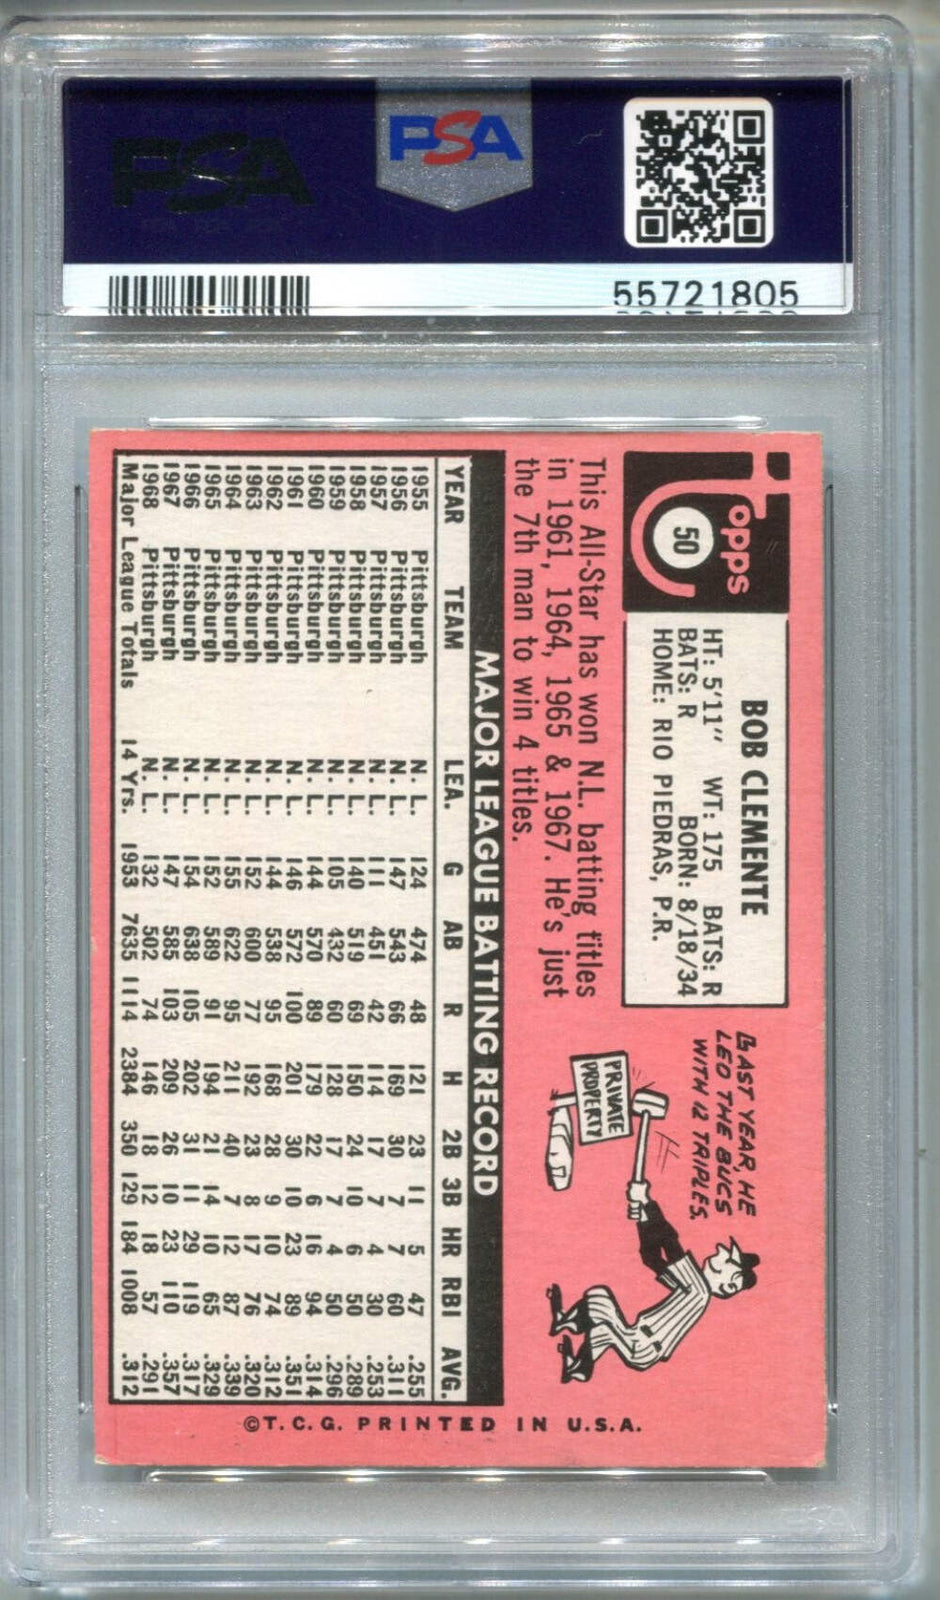 PSA
PSA
55721805
Topps
50
BOB CLEMENTE
HT: 5'11" WT: 175 BATS: R
BATS: R BORN: 8/18/34
HOME: RIO PIEDRAS, P.R.
LAST YEAR, HE
LED THE BUCS
WITH 12 TRIPLES.
PRIVATE
PROPERTY
This All-Star has won N.L. batting titles
in 1961, 1964, 1965 & 1967. He's just
the 7th man to win 4 titles.
MAJOR LEAGUE BATTING RECORD
YEAR TEAM LEA. G AB R H 2B 3B HR RBI AVG.
1955 Pittsburgh N.L. 124 474 48 121 23 11 5 47 .255
1956 Pittsburgh N.L. 147 543 66 169 30 7 7 60 .311
1957 Pittsburgh N.L. 111 451 42 114 17 7 4 30 .253
1958 Pittsburgh N.L. 140 519 69 150 24 10 6 50 .289
1959 Pittsburgh N.L. 105 432 60 128 17 7 4 50 .296
1960 Pittsburgh N.L. 144 570 89 179 22 6 16 94 .314
1961 Pittsburgh N.L. 146 572 100 201 30 10 23 89 .351
1962 Pittsburgh N.L. 144 538 95 168 28 9 10 74 .312
1963 Pittsburgh N.L. 152 600 77 192 23 8 17 76 .320
1964 Pittsburgh N.L. 155 622 95 211 40 7 12 87 .339
1965 Pittsburgh N.L. 152 589 91 194 21 14 10 65 .329
1966 Pittsburgh N.L. 154 638 105 202 31 11 29 119 .317
1967 Pittsburgh N.L. 147 585 103 209 26 10 23 110 .357
1968 Pittsburgh N.L. 132 502 74 146 18 12 18 57 .291
Major League Totals 14 Yrs. 1953 7635 1114 2384 350 129 184 1008 .312
©T.C.G. PRINTED IN U.S.A.